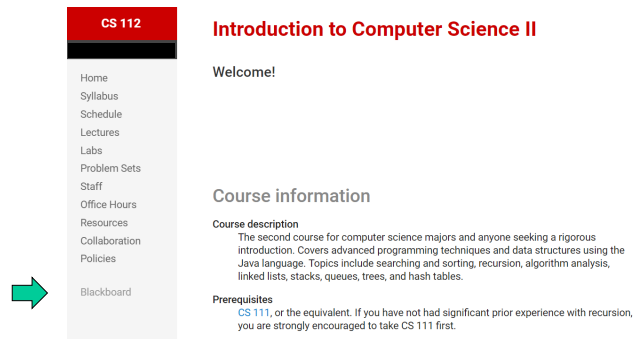 CS 112
Home
Syllabus
Schedule
Lectures
Labs
Problem Sets
Staff
Office Hours
Resources
Collaboration
Policies
Blackboard
Introduction to Computer Science II
Welcome!
Course information
Course description
The second course for computer science majors and anyone seeking a rigorous
introduction. Covers advanced programming techniques and data structures using the
Java language. Topics include searching and sorting, recursion, algorithm analysis,
linked lists, stacks, queues, trees, and hash tables.
Prerequisites
CS 111, or the equivalent. If you have not had significant prior experience with recursion,
you are strongly encouraged to take CS 111 first.